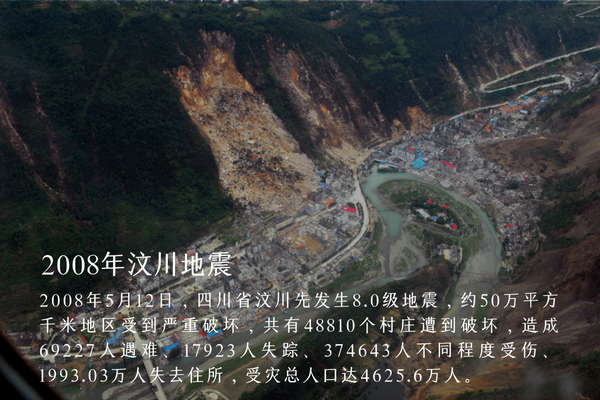 2008年汶川地震
2008年5月12日，四川省汶川先发生8.0级地震，约50万平方
千米地区受到严重破坏，共有48810个村庄遭到破坏，造成
69227人遇难、17923人失踪、374643人不同程度受伤、
1993.03万人失去住所，受灾总人口达4625.6万人。